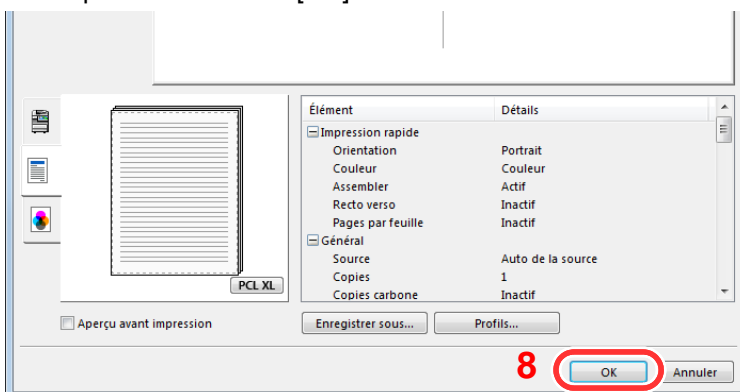 Élément Détails
Impression rapide
Orientation Portrait
Couleur Couleur
Assembler Actif
Recto verso Inactif
Pages par feuille Inactif
Général
Source Auto de la source
Copies 1
Copies carbone Inactif
PCL XL
Aperçu avant impression Enregistrer sous... Profils...
8 OK Annuler